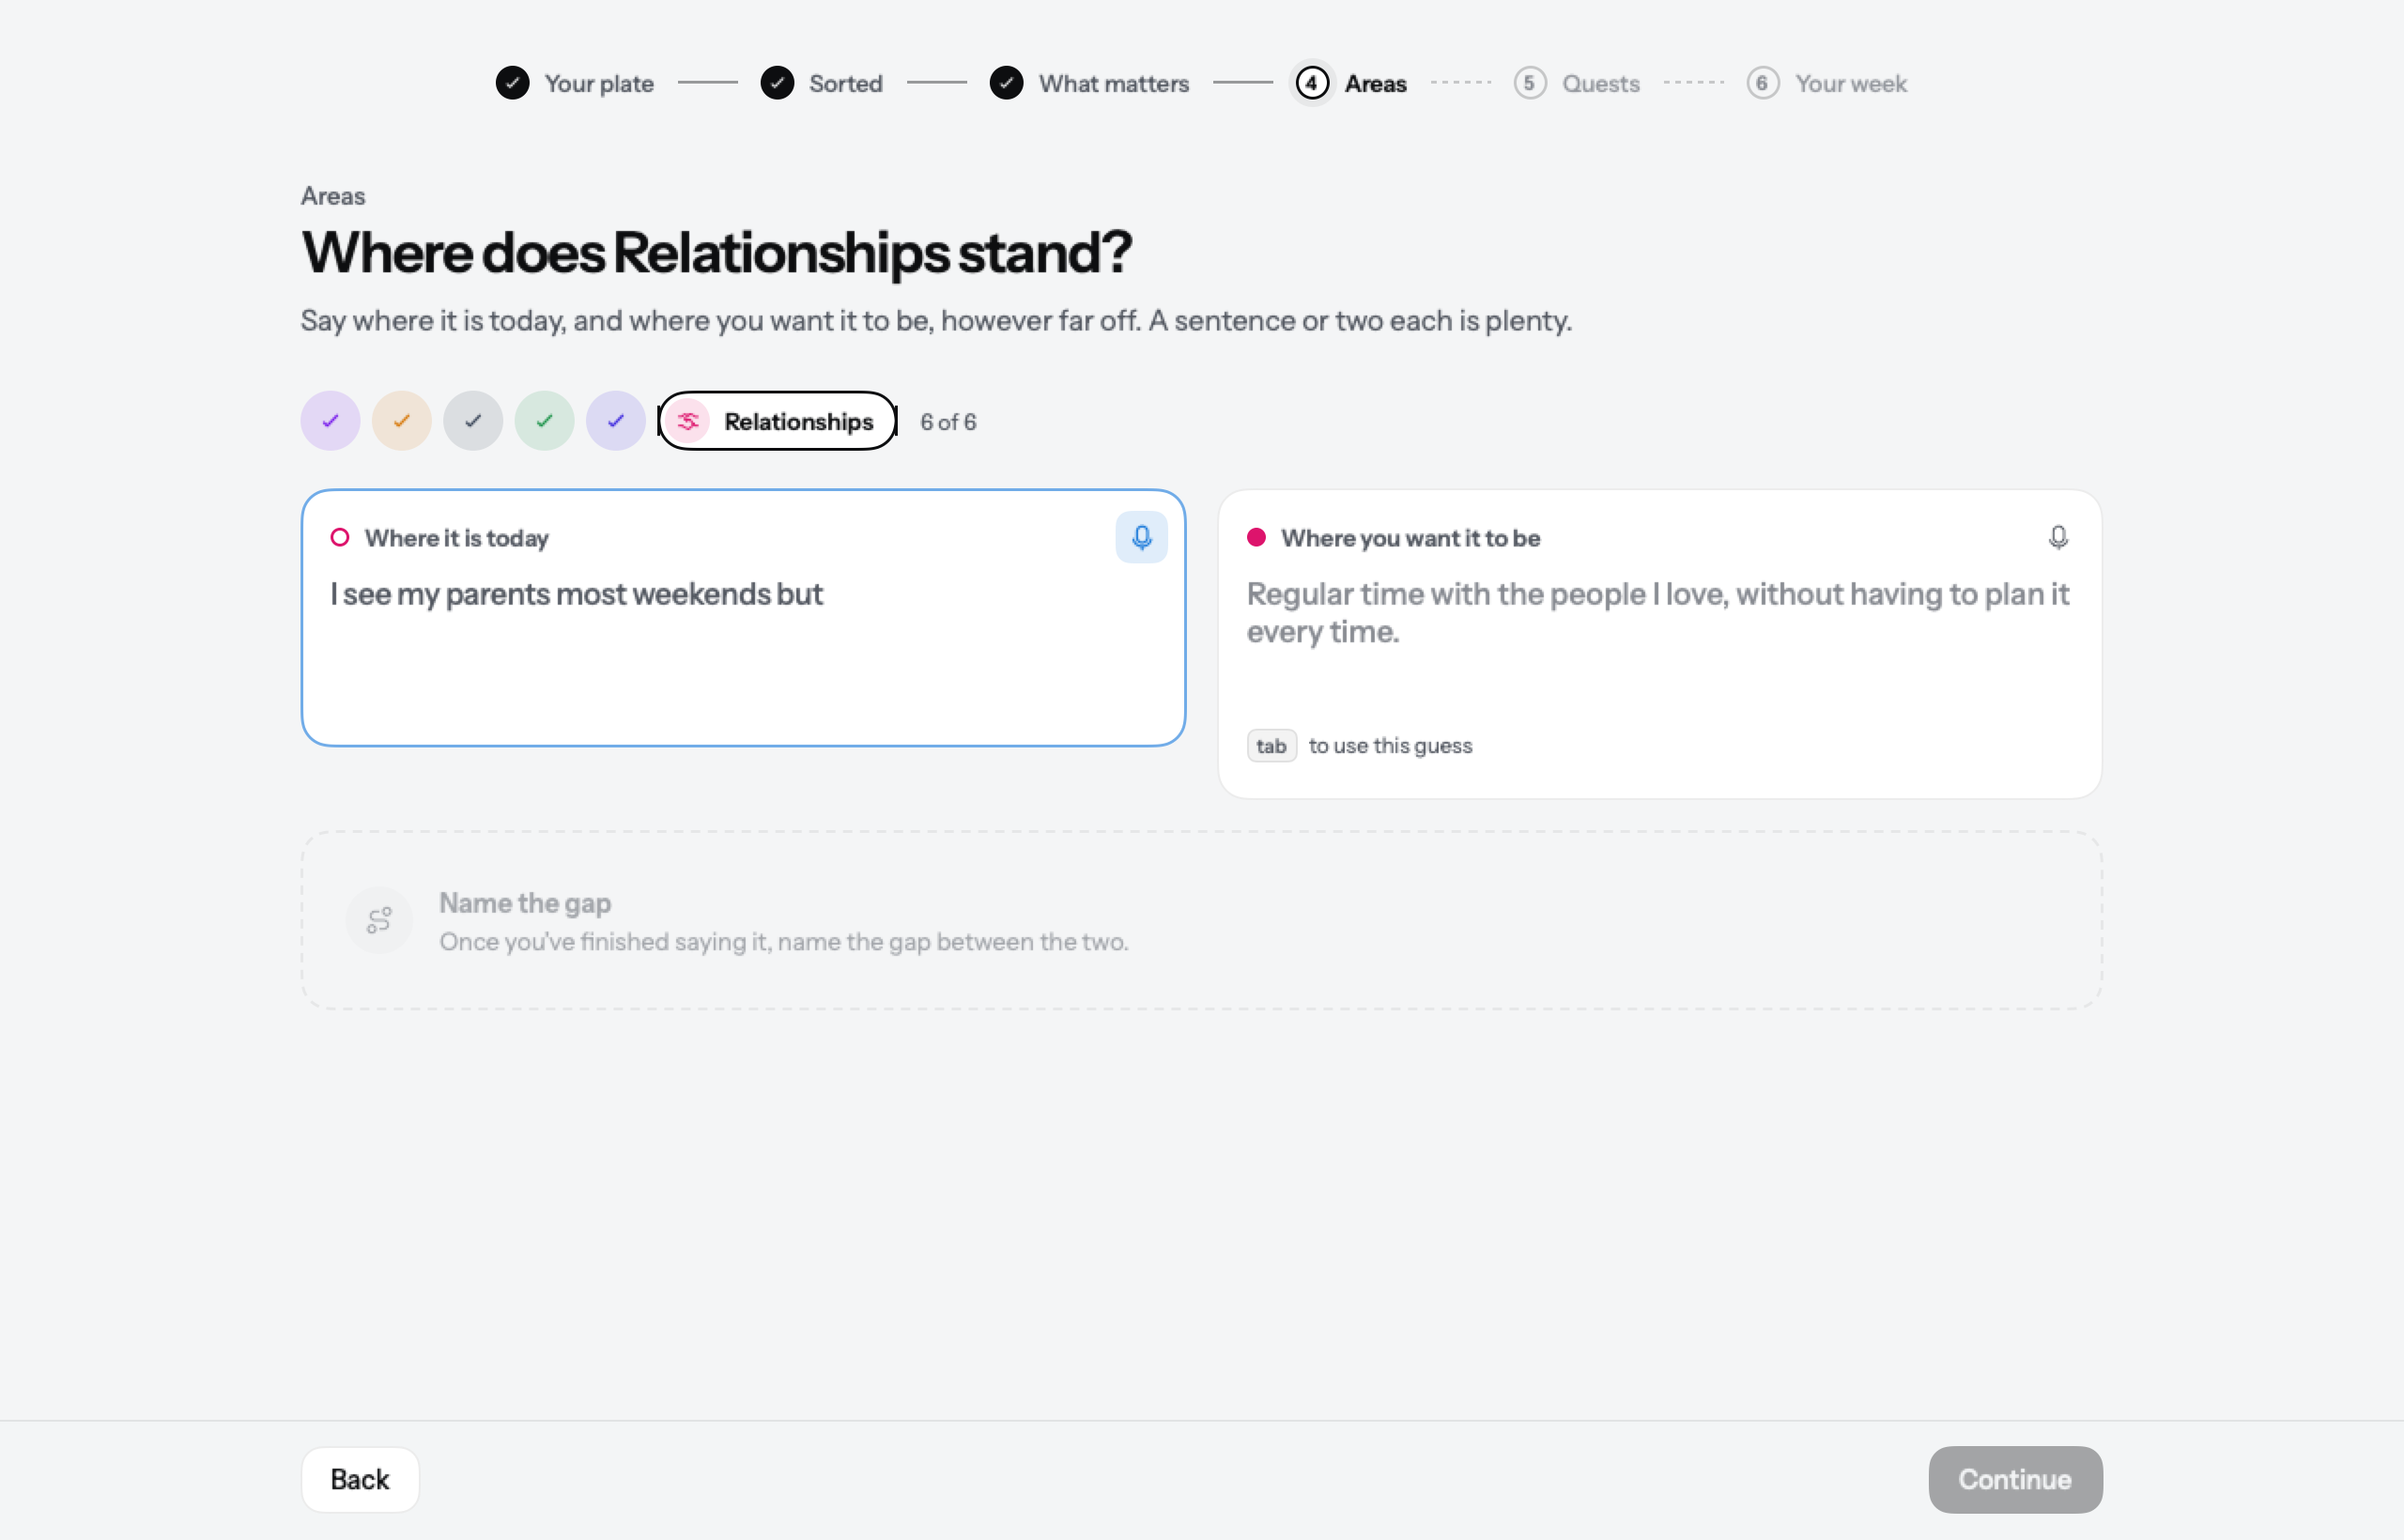 Your plate
Sorted
What matters
4 Areas
5 Quests
6 Your week
Areas
Where does Relationships stand?
Say where it is today, and where you want it to be, however far off. A sentence or two each is plenty.
Relationships
6 of 6
Where it is today
I see my parents most weekends but
Where you want it to be
Regular time with the people I love, without having to plan it
every time.
tab to use this guess
Name the gap
Once you've finished saying it, name the gap between the two.
Back
Continue